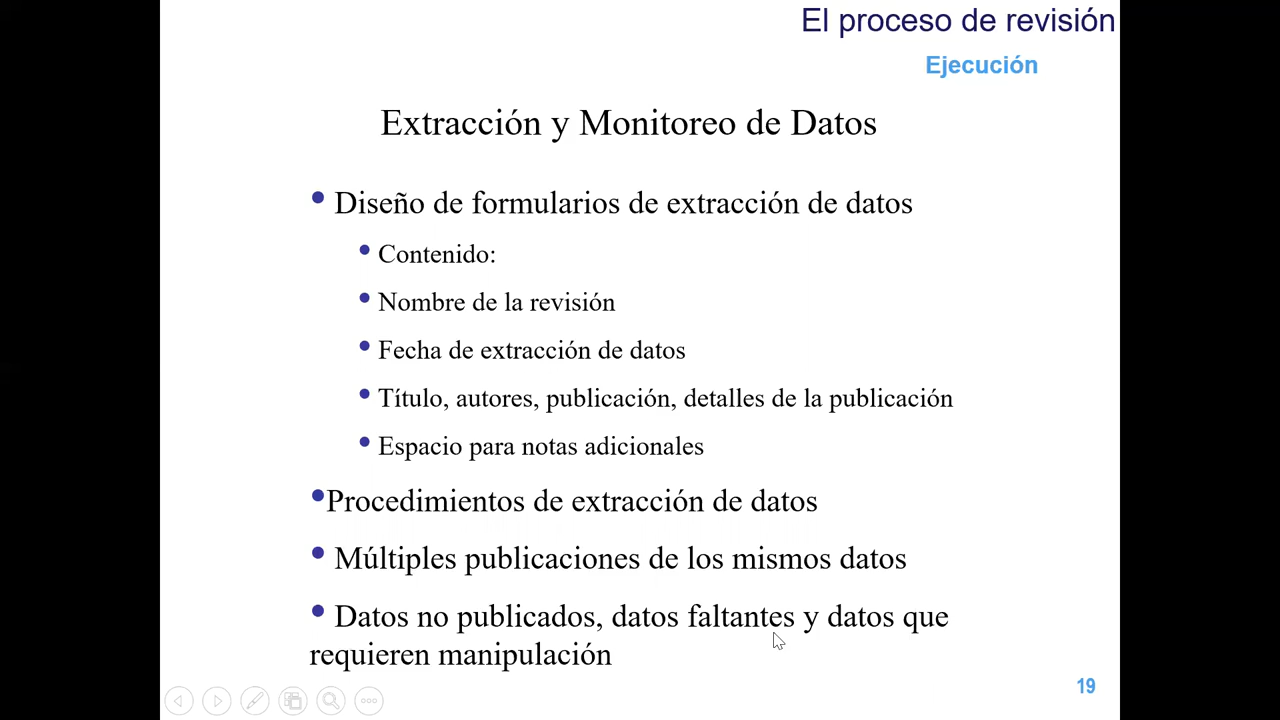 El proceso de revisión
Ejecución
Extracción y Monitoreo de Datos
• Diseño de formularios de extracción de datos
• Contenido:
• Nombre de la revisión
• Fecha de extracción de datos
• Título, autores, publicación, detalles de la publicación
• Espacio para notas adicionales
•Procedimientos de extracción de datos
• Múltiples publicaciones de los mismos datos
• Datos no publicados, datos faltantes y datos que
requieren manipulación
19